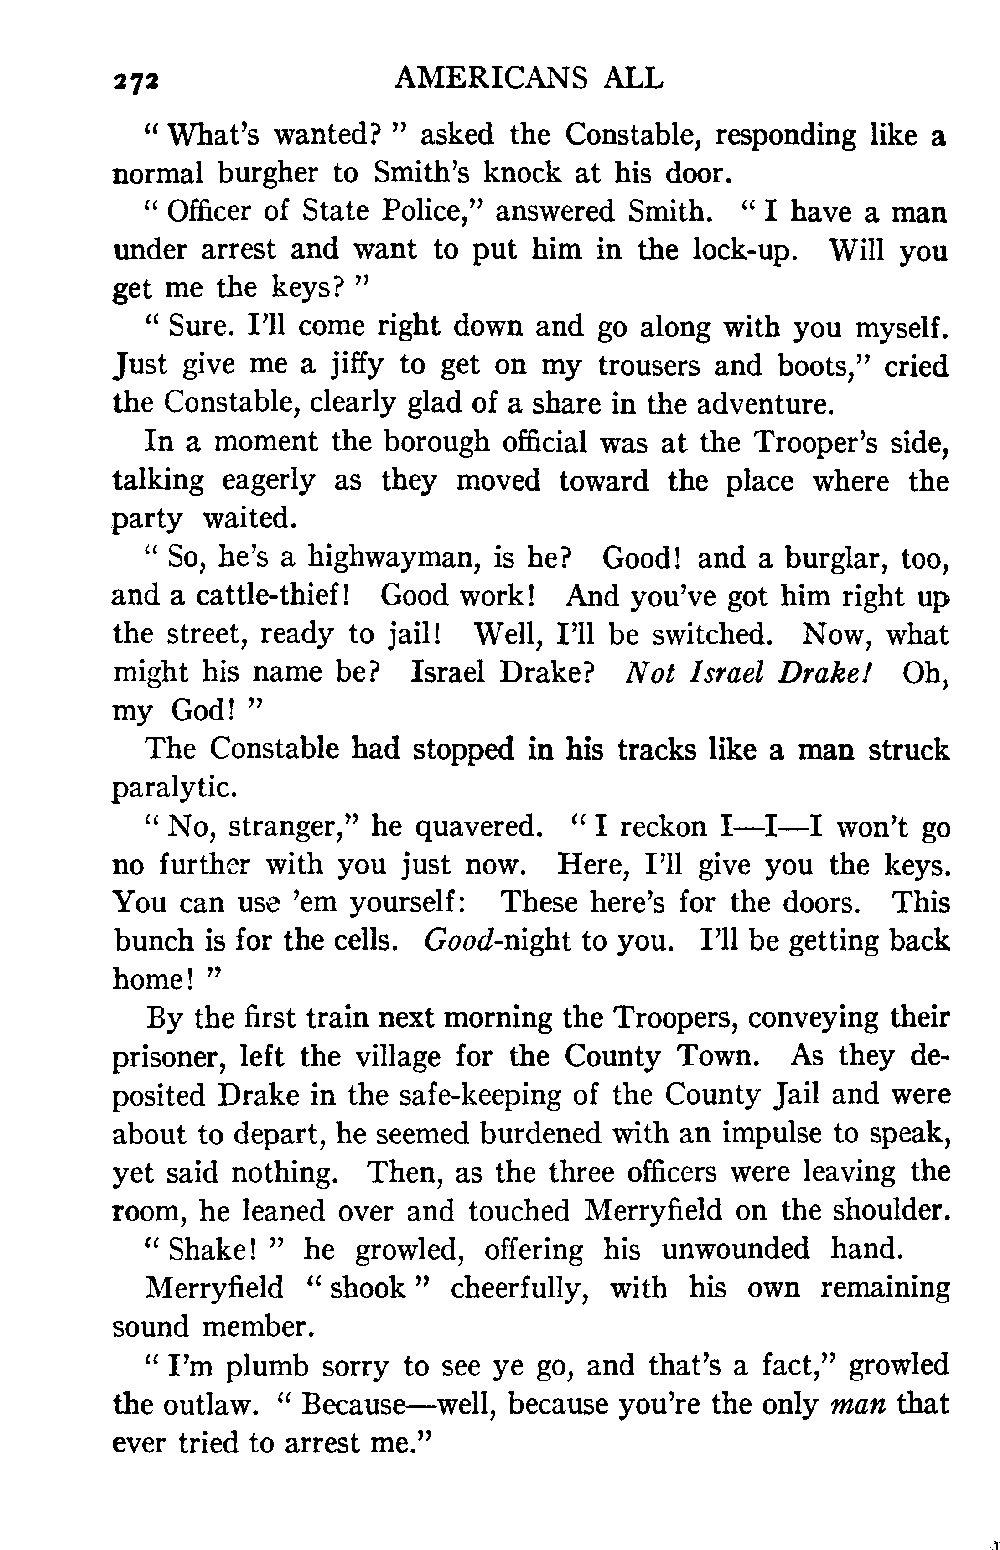 272 AMERICANS ALL
“ What’s wanted? ” asked the Constable, responding like a
normal burgher to Smith’s knock at his door.
“ Officer of State Police,” answered Smith. “ I have a man
under arrest and want to put him in the lock-up. Will you
get me the keys? ”
“ Sure. I’ll come right down and go along with you myself.
Just give me a jiffy to get on my trousers and boots,” cried
the Constable, clearly glad of a share in the adventure.
In a moment the borough official was at the Trooper’s side,
talking eagerly as they moved toward the place where the
party waited.
“ So, he’s a highwayman, is he? Good! and a burglar, too,
and a cattle-thief! Good work! And you’ve got him right up
the street, ready to jail! Well, I’ll be switched. Now, what
might his name be? Israel Drake? Not Israel Drake! Oh,
my God! ”
The Constable had stopped in his tracks like a man struck
paralytic.
“ No, stranger,” he quavered. “ I reckon I—I—I won’t go
no further with you just now. Here, I’ll give you the keys.
You can use ’em yourself: These here’s for the doors. This
bunch is for the cells. Good-night to you. I’ll be getting back
home! ”
By the first train next morning the Troopers, conveying their
prisoner, left the village for the County Town. As they de-
posited Drake in the safe-keeping of the County Jail and were
about to depart, he seemed burdened with an impulse to speak,
yet said nothing. Then, as the three officers were leaving the
room, he leaned over and touched Merryfield on the shoulder.
“ Shake! ” he growled, offering his unwounded hand.
Merryfield “ shook ” cheerfully, with his own remaining
sound member.
“ I’m plumb sorry to see ye go, and that’s a fact,” growled
the outlaw. “ Because—well, because you’re the only man that
ever tried to arrest me.”